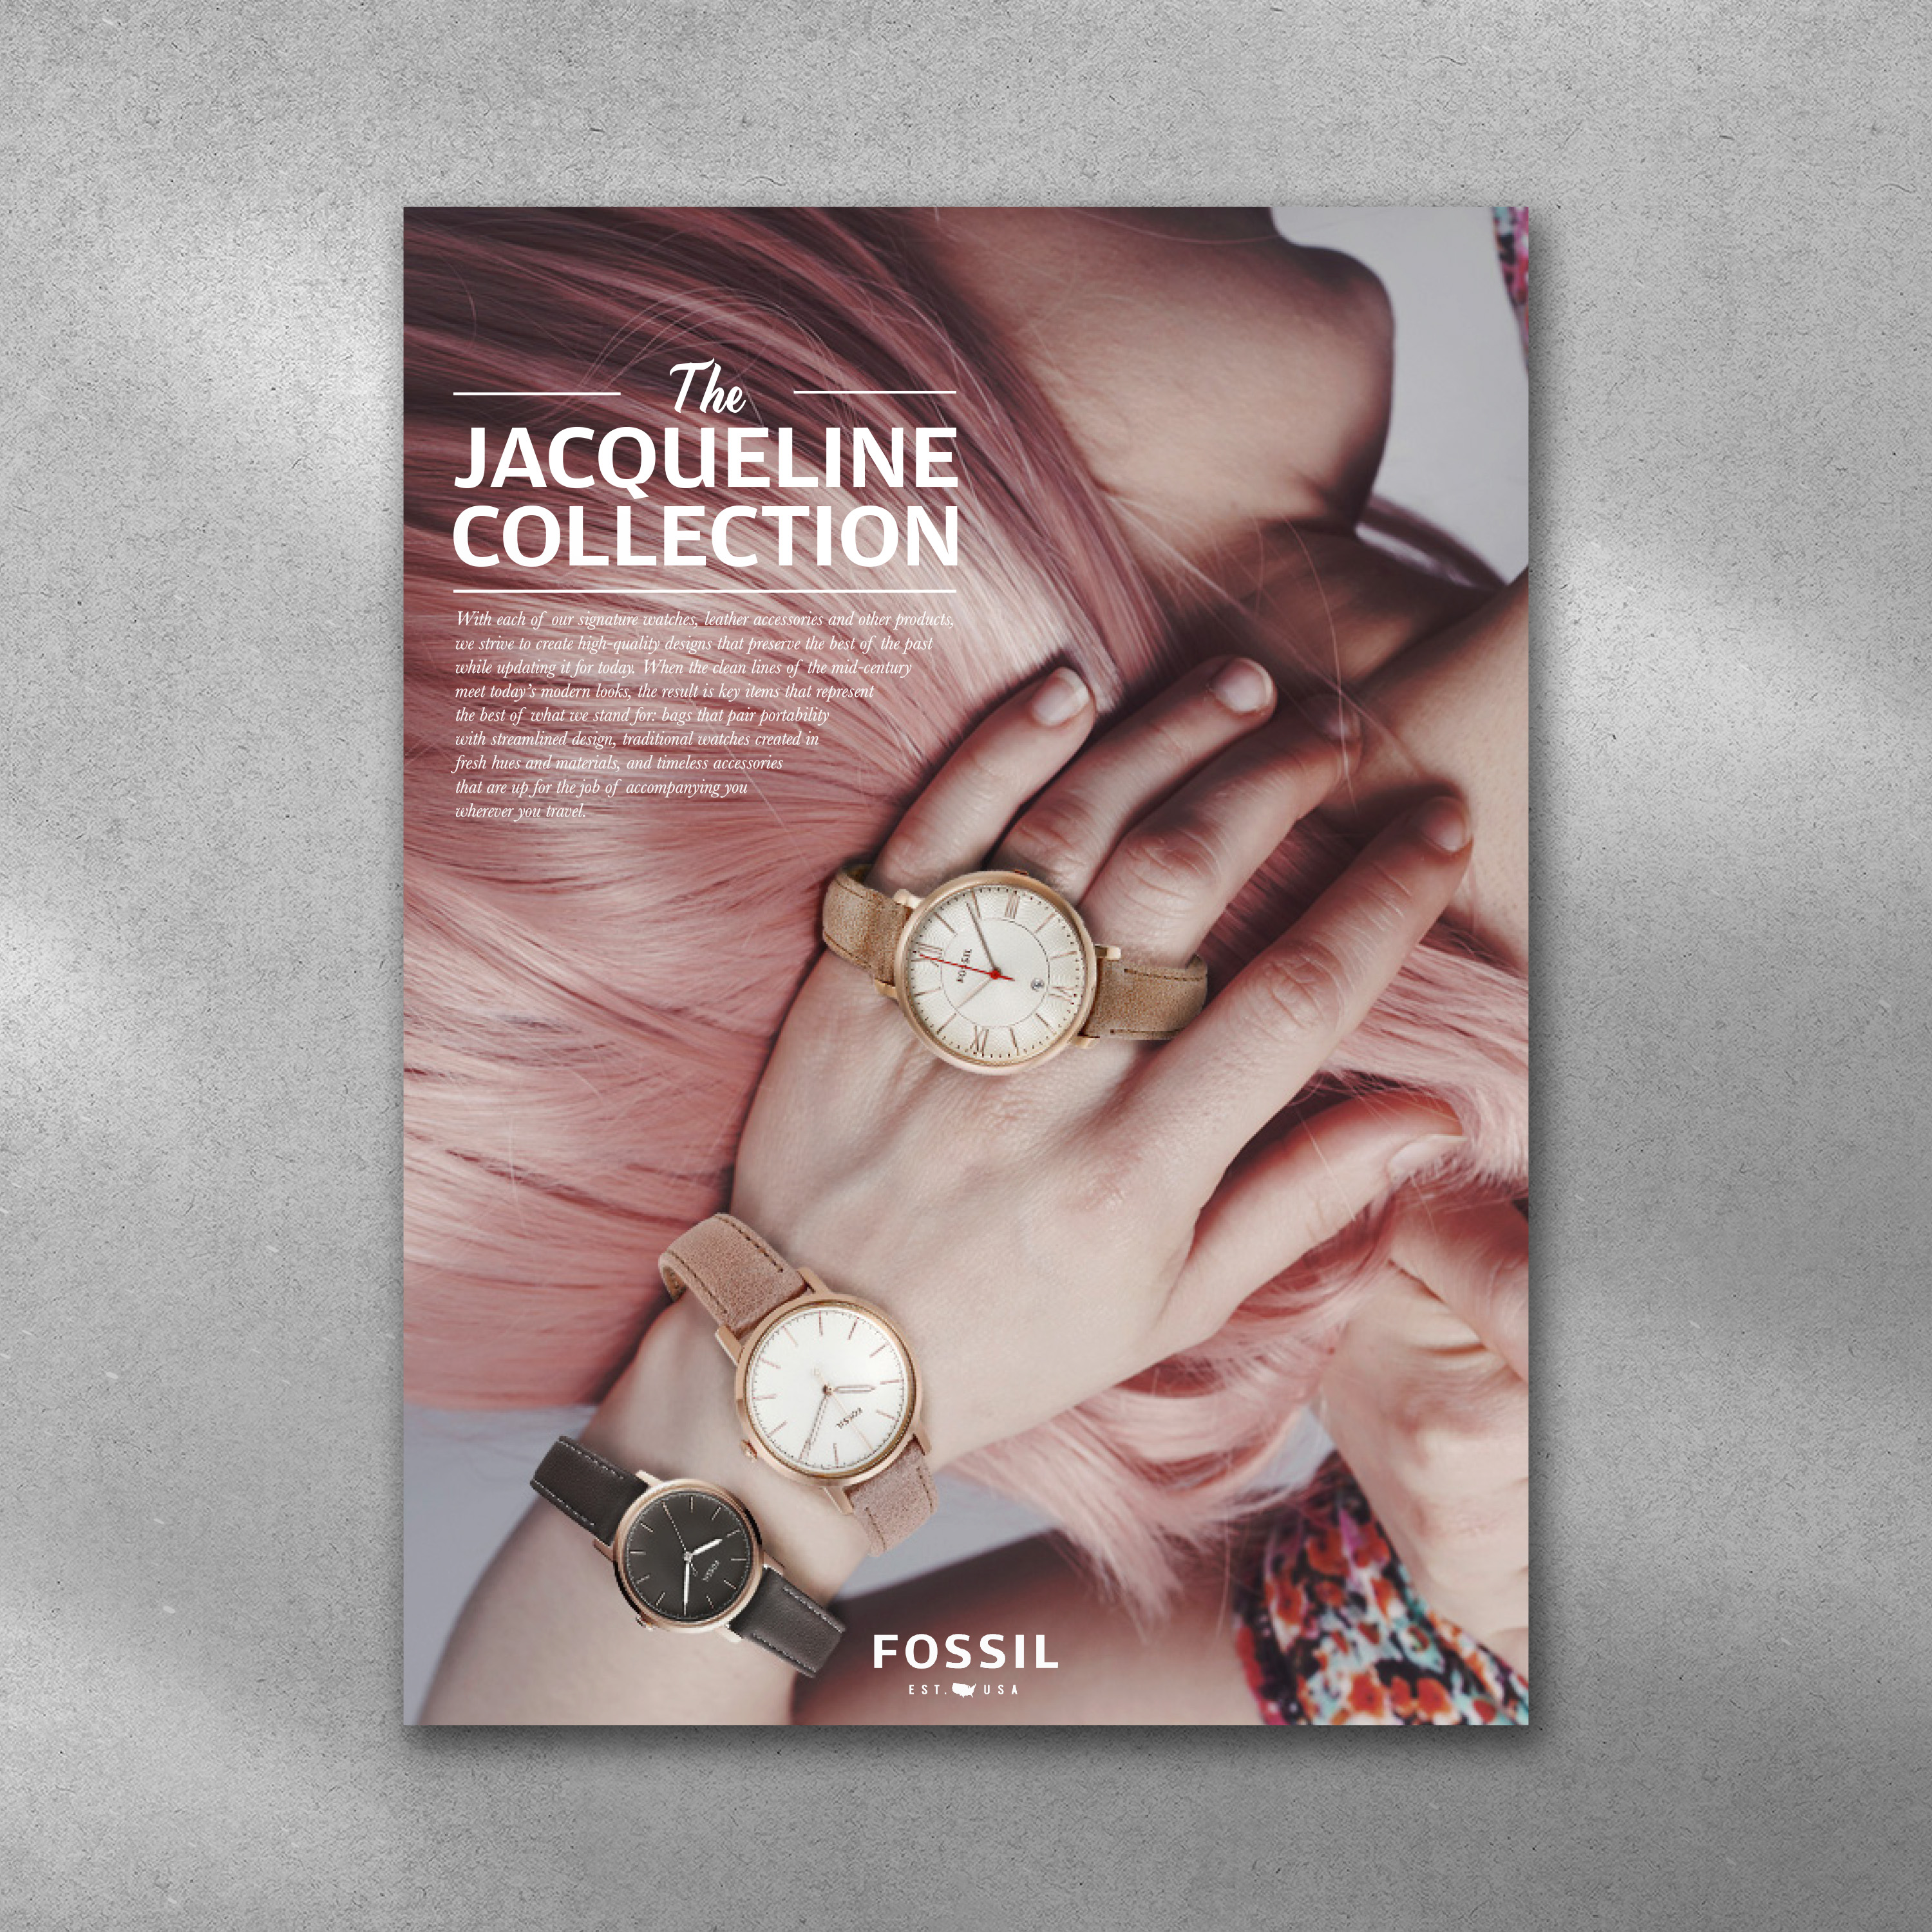 The
JACQUELINE
COLLECTION
With each of our signature watches, leather accessories and other products,
we strive to create high-quality designs that preserve the best of the past
while updating it for today. When the clean lines of the mid-century
meet today's modern looks, the result is key items that represent
the best of what we stand for: bags that pair portability
with streamlined design, traditional watches created in
fresh hues and materials, and timeless accessories
that are up for the job of accompanying you
wherever you travel.
FOSSIL
FOSSIL
FOSSIL
FOSSIL
EST. USA